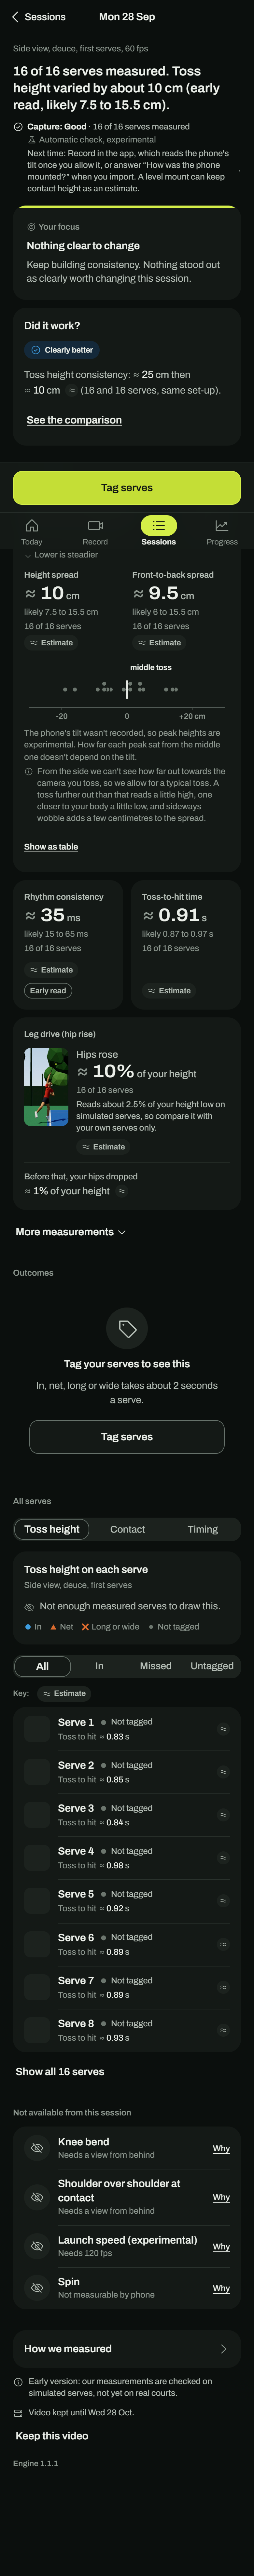 Sessions
Mon 28 Sep
Side view, deuce, first serves, 60 fps
16 of 16 serves measured. Toss
height varied by about 10 cm (early
read, likely 7.5 to 15.5 cm).
Capture: Good · 16 of 16 serves measured
Automatic check, experimental
Next time: Record in the app, which reads the phone's
tilt once you allow it, or answer “How was the phone
mounted?” when you import. A level mount can keep
contact height as an estimate.
Your focus
Nothing clear to change
Keep building consistency. Nothing stood out
as clearly worth changing this session.
Did it work?
Clearly better
Toss height consistency: ≈ 25 cm then
≈ 10 cm ≈ (16 and 16 serves, same set-up).
See the comparison
Tag serves
Today
Record
Sessions
Progress
↓ Lower is steadier
Height spread
≈ 10 cm
likely 7.5 to 15.5 cm
16 of 16 serves
≈ Estimate
Front-to-back spread
≈ 9.5 cm
likely 6 to 15.5 cm
16 of 16 serves
≈ Estimate
middle toss
-20
0
+20 cm
The phone's tilt wasn't recorded, so peak heights are
experimental. How far each peak sat from the middle
one doesn't depend on the tilt.
From the side we can't see how far out towards the
camera you toss, so we allow for a typical toss. A
toss further out than that reads a little high, one
closer to your body a little low, and sideways
wobble adds a few centimetres to the spread.
Show as table
Rhythm consistency
≈ 35 ms
likely 15 to 65 ms
16 of 16 serves
≈ Estimate
Early read
Toss-to-hit time
≈ 0.91 s
likely 0.87 to 0.97 s
16 of 16 serves
≈ Estimate
Leg drive (hip rise)
Hips rose
≈ 10% of your height
16 of 16 serves
Reads about 2.5% of your height low on
simulated serves, so compare it with
your own serves only.
≈ Estimate
Before that, your hips dropped
≈ 1% of your height ≈
More measurements
Outcomes
Tag your serves to see this
In, net, long or wide takes about 2 seconds
a serve.
Tag serves
All serves
Toss height
Contact
Timing
Toss height on each serve
Side view, deuce, first serves
Not enough measured serves to draw this.
In
Net
Long or wide
Not tagged
All
In
Missed
Untagged
Key:
≈ Estimate
Serve 1 Not tagged
Toss to hit ≈ 0.83 s
≈
Serve 2 Not tagged
Toss to hit ≈ 0.85 s
≈
Serve 3 Not tagged
Toss to hit ≈ 0.84 s
≈
Serve 4 Not tagged
Toss to hit ≈ 0.98 s
≈
Serve 5 Not tagged
Toss to hit ≈ 0.92 s
≈
Serve 6 Not tagged
Toss to hit ≈ 0.89 s
≈
Serve 7 Not tagged
Toss to hit ≈ 0.89 s
≈
Serve 8 Not tagged
Toss to hit ≈ 0.93 s
≈
Show all 16 serves
Not available from this session
Knee bend
Needs a view from behind
Why
Shoulder over shoulder at
contact
Needs a view from behind
Why
Launch speed (experimental)
Needs 120 fps
Why
Spin
Not measurable by phone
Why
How we measured
Early version: our measurements are checked on
simulated serves, not yet on real courts.
Video kept until Wed 28 Oct.
Keep this video
Engine 1.1.1